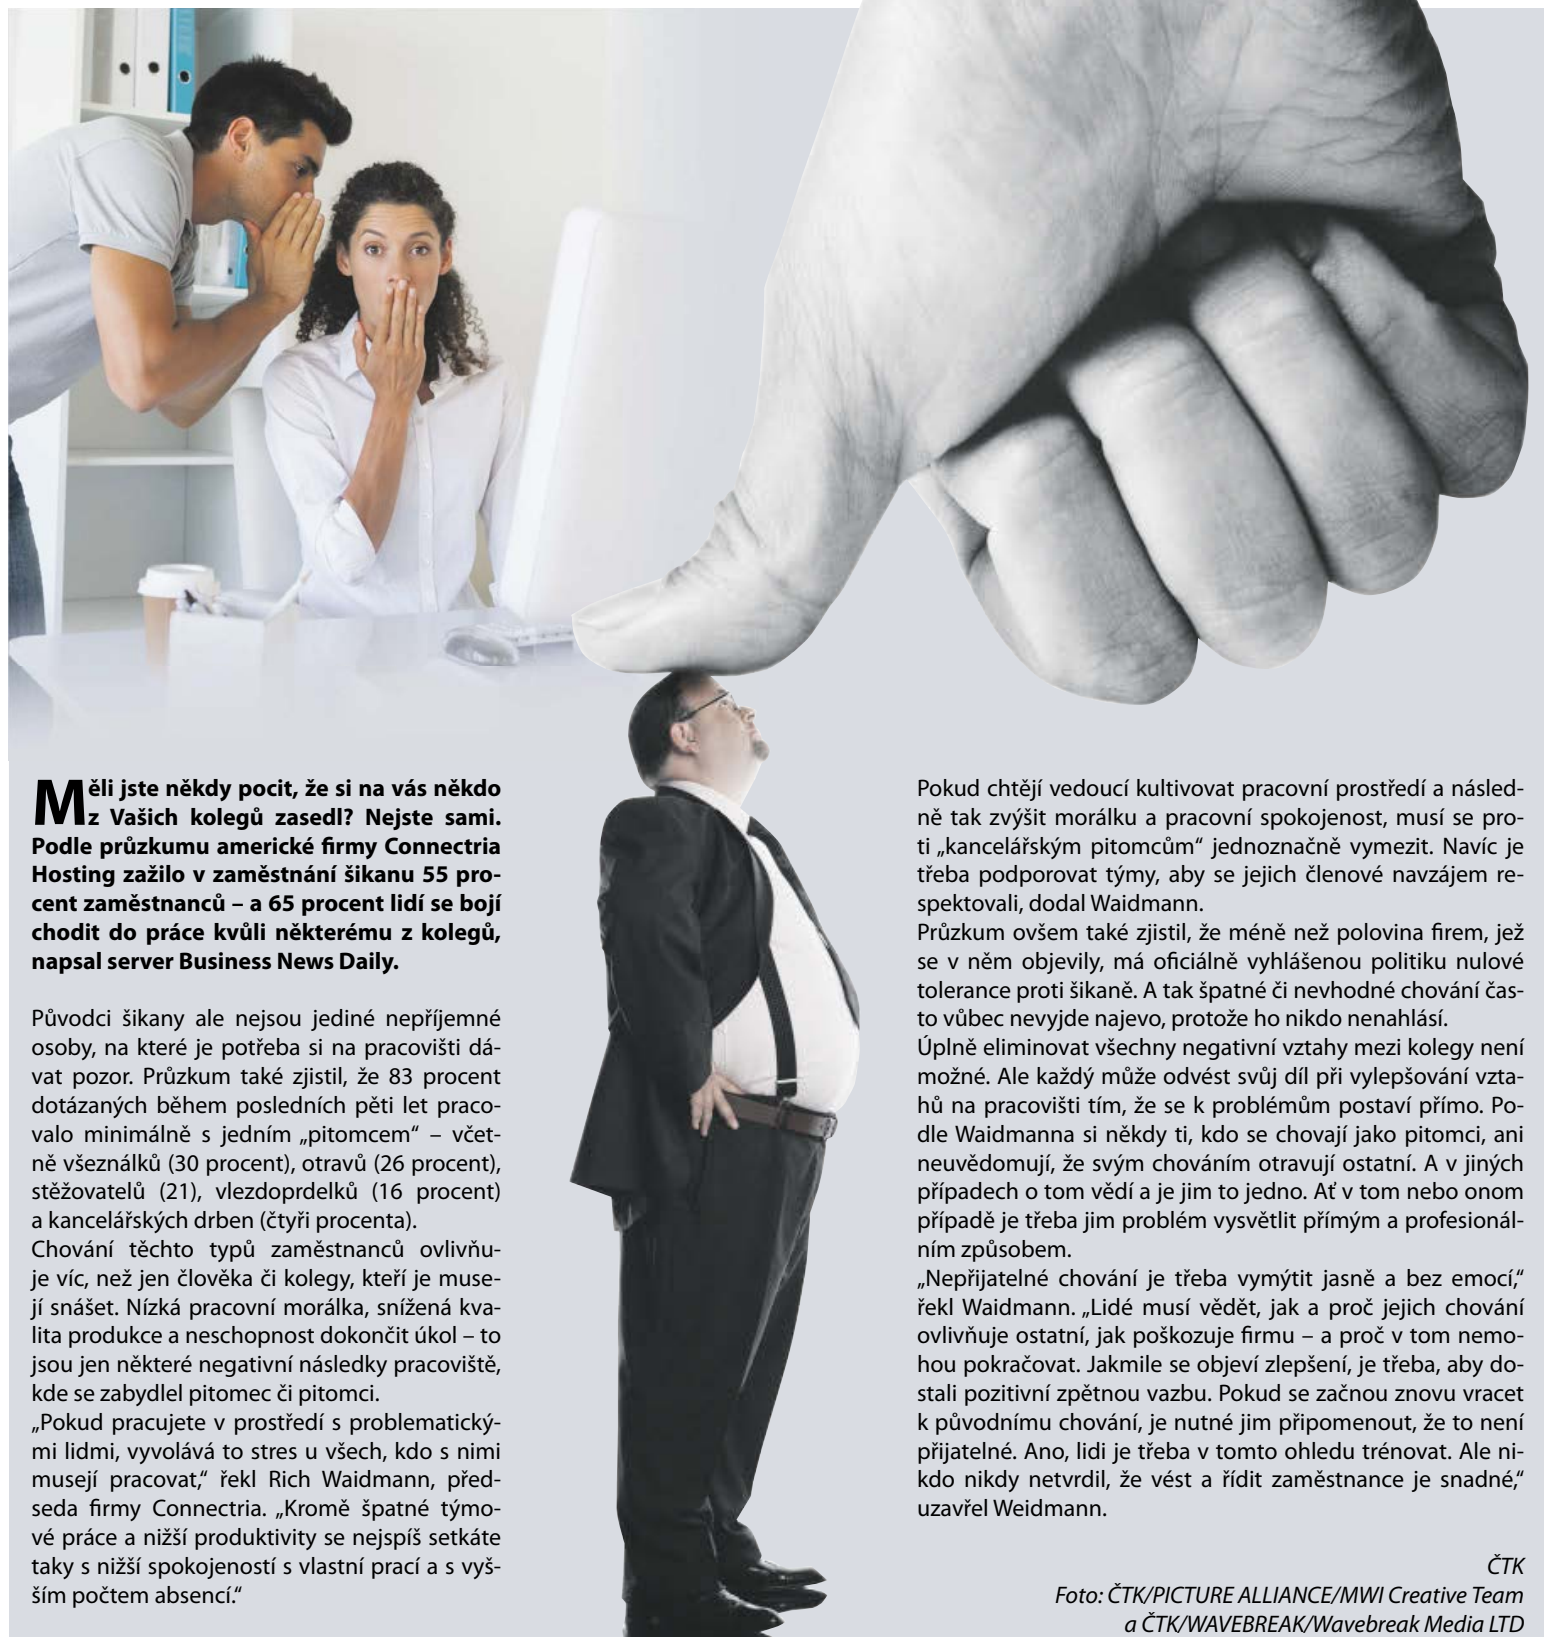 Měli jste někdy pocit, že si na vás někdo
z Vašich kolegů zasedl? Nejste sami.
Podle průzkumu americké firmy Connectria
Hosting zažilo v zaměstnání šikanu 55 pro-
cent zaměstnanců – a 65 procent lidí se bojí
chodit do práce kvůli některému z kolegů,
napsal server Business News Daily.
Původci šikany ale nejsou jediné nepříjemné
osoby, na které je potřeba si na pracovišti dá-
vat pozor. Průzkum také zjistil, že 83 procent
dotázaných během posledních pěti let praco-
valo minimálně s jedním „pitomcem“ – včet-
ně všeználků (30 procent), otravů (26 procent),
stěžovatelů (21), vlezdoprdelků (16 procent)
a kancelářských drben (čtyři procenta).
Chování těchto typů zaměstnanců ovlivňu-
je víc, než jen člověka či kolegy, kteří je muse-
jí snášet. Nízká pracovní morálka, snížená kva-
lita produkce a neschopnost dokončit úkol – to
jsou jen některé negativní následky pracoviště,
kde se zabydlel pitomec či pitomci.
„Pokud pracujete v prostředí s problematický-
mi lidmi, vyvolává to stres u všech, kdo s nimi
musejí pracovat,“ řekl Rich Waidmann, před-
seda firmy Connectria. „Kromě špatné týmo-
vé práce a nižší produktivity se nejspíš setkáte
taky s nižší spokojeností s vlastní prací a s vyš-
ším počtem absencí.“
Pokud chtějí vedoucí kultivovat pracovní prostředí a násled-
ně tak zvýšit morálku a pracovní spokojenost, musí se pro-
ti „kancelářským pitomcům“ jednoznačně vymezit. Navíc je
třeba podporovat týmy, aby se jejich členové navzájem re-
spektovali, dodal Waidmann.
Průzkum ovšem také zjistil, že méně než polovina firem, jež
se v něm objevily, má oficiálně vyhlášenou politiku nulové
tolerance proti šikaně. A tak špatné či nevhodné chování čas-
to vůbec nevyjde najevo, protože ho nikdo nenahlásí.
Úplně eliminovat všechny negativní vztahy mezi kolegy není
možné. Ale každý může odvést svůj díl při vylepšování vzta-
hů na pracovišti tím, že se k problémům postaví přímo. Po-
dle Waidmanna si někdy ti, kdo se chovají jako pitomci, ani
neuvědomují, že svým chováním otravují ostatní. A v jiných
případech o tom vědí a je jim to jedno. Ať v tom nebo onom
případě je třeba jim problém vysvětlit přímým a profesionál-
ním způsobem.
„Nepřijatelné chování je třeba vymýtit jasně a bez emocí,“
řekl Waidmann. „Lidé musí vědět, jak a proč jejich chování
ovlivňuje ostatní, jak poškozuje firmu – a proč v tom nemo-
hou pokračovat. Jakmile se objeví zlepšení, je třeba, aby do-
stali pozitivní zpětnou vazbu. Pokud se začnou znovu vracet
k původnímu chování, je nutné jim připomenout, že to není
přijatelné. Ano, lidi je třeba v tomto ohledu trénovat. Ale ni-
kdo nikdy netvrdil, že vést a řídit zaměstnance je snadné,“
uzavřel Weidmann.
ČTK
Foto: ČTK/PICTURE ALLIANCE/MWI Creative Team
a ČTK/WAVEBREAK/Wavebreak Media LTD